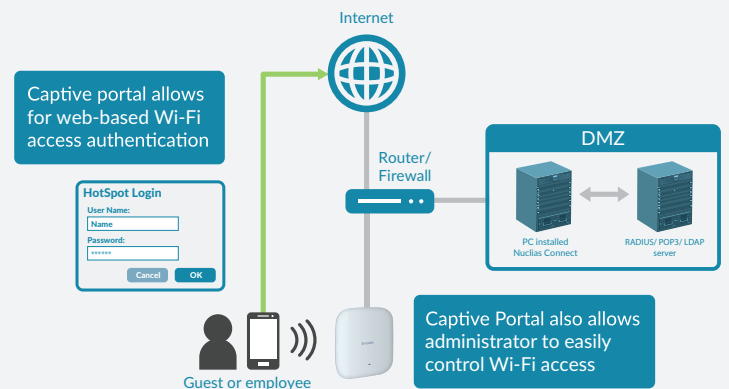 Internet
Captive portal allows
for web-based Wi-Fi
access authentication
HotSpot Login
User Name:
Name
Password:
******
Cancel
OK
Router/
Firewall
DMZ
PC installed
Nuclias Connect
RADIUS/ POP3/ LDAP
server
Captive Portal also allows
administrator to easily
control Wi-Fi access
Guest or employee